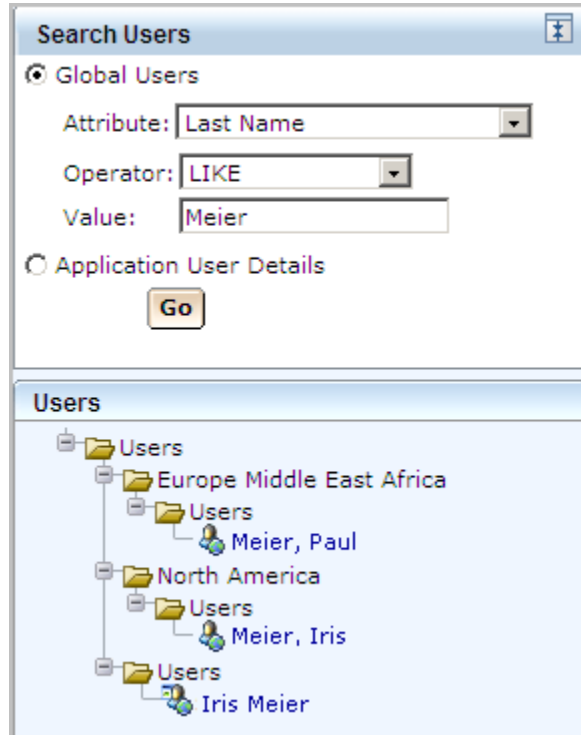 Search Users
Global Users
Attribute: Last Name
Operator: LIKE
Value: Meier
Application User Details
Go
Users
Users
Europe Middle East Africa
Users
Meier, Paul
North America
Users
Meier, Iris
Users
Iris Meier